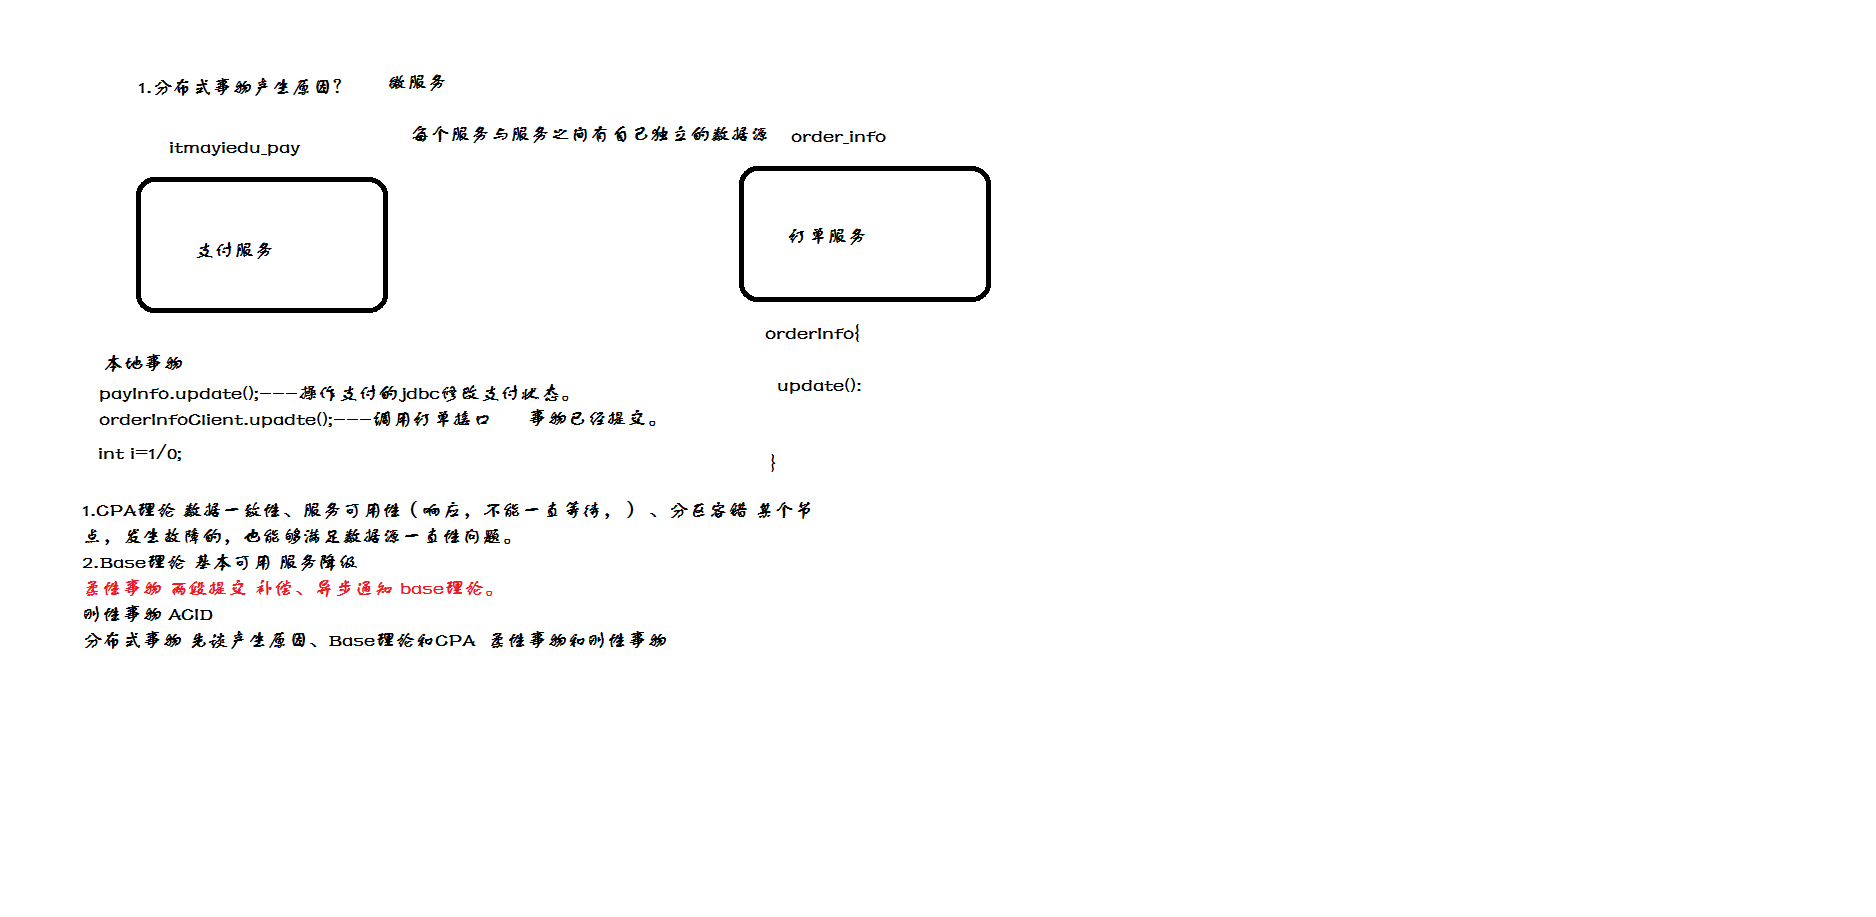 1.分布式事物产生原因? 微服务
每个服务与服务之间有自己独立的数据源 order_info
itmayiedu_pay
支付服务
订单服务
orderInfo{
本地事物
update():
payInfo.update();---操作支付的jdbc修改支付状态。
orderInfoClient.upadte();---调用订单接口 事物已经提交。
int i=1/0;
}
1.CPA理论 数据一致性、服务可用性（响应，不能一直等待，）、分区容错 某个节
点，发生故障的，也能够满足数据源一直性问题。
2.Base理论 基本可用 服务降级
柔性事物 两段提交 补偿、异步通知 base理论。
刚性事物 ACID
分布式事物 先谈产生原因、Base理论和CPA 柔性事物和刚性事物